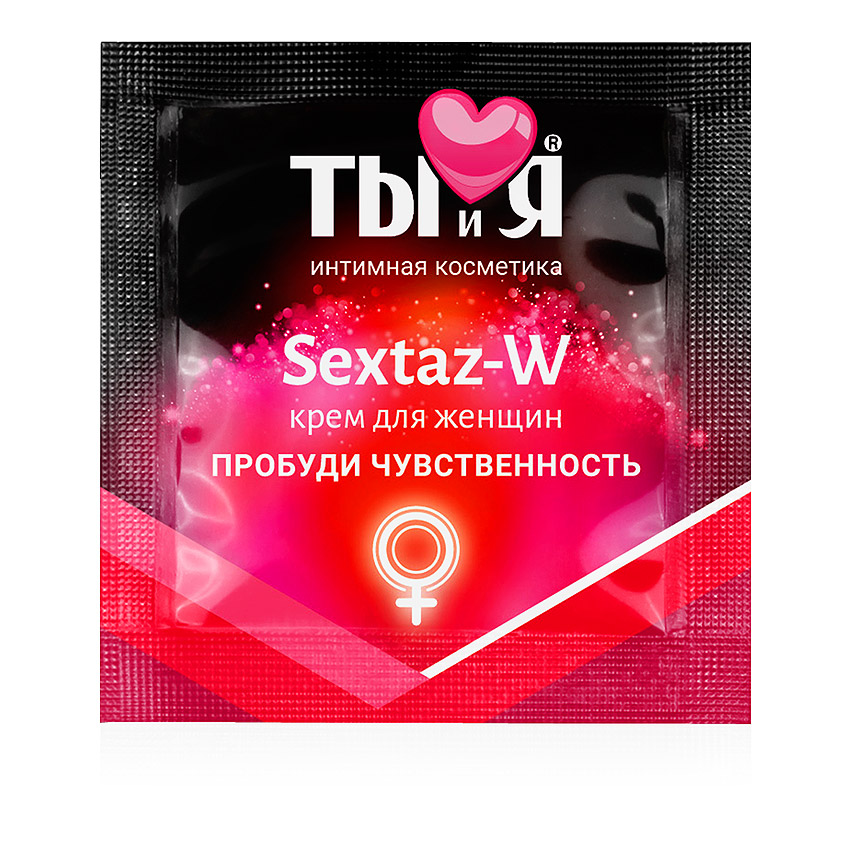 ТЫ и Я®
интимная косметика
Sextaz-W
крем для женщин
ПРОБУДИ ЧУВСТВЕННОСТЬ